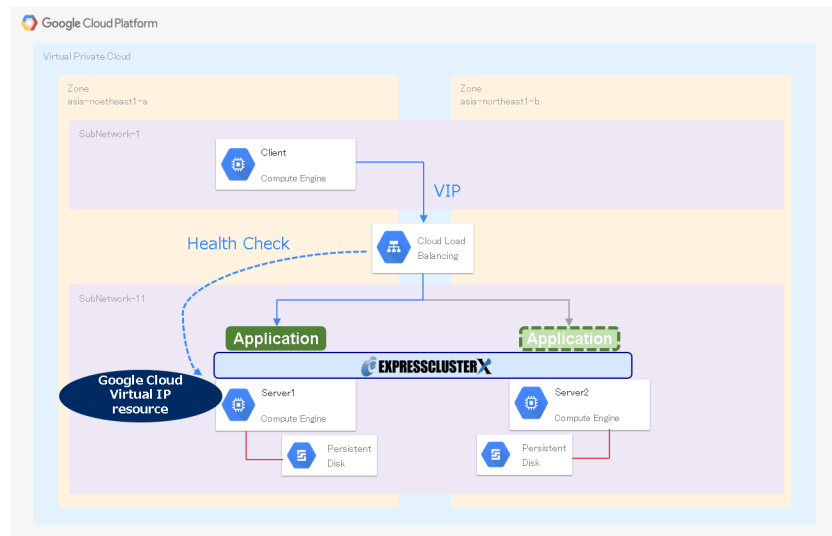 Google Cloud Platform
Virtual Private Cloud
Zone
asia-noetheast1-a
Zone
asia-northeast1-b
SubNetwork-1
Client
Compute Engine
VIP
Health Check
Cloud Load
Balancing
SubNetwork-11
Application
Application
EXPRESSCLUSTER X
Google Cloud
Virtual IP
resource
Server1
Compute Engine
Server2
Compute Engine
Persistent
Disk
Persistent
Disk